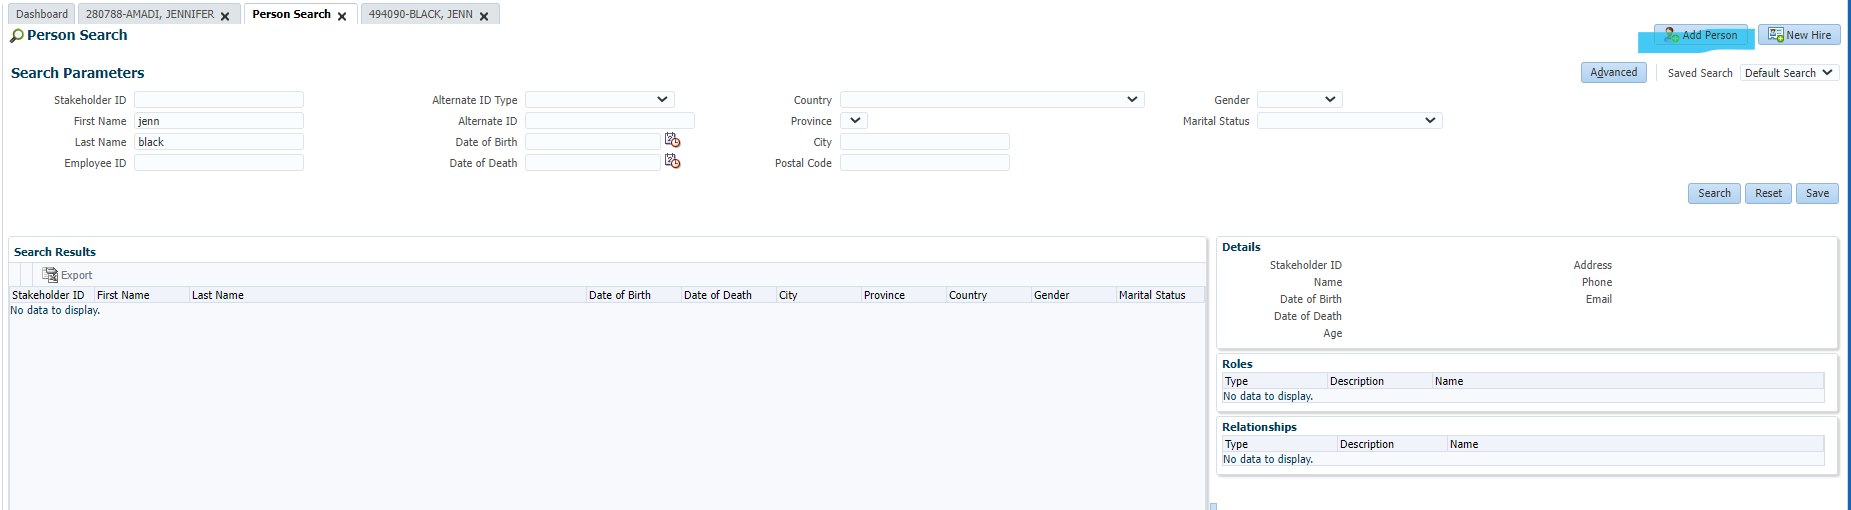 Dashboard 280788-AMADI, JENNIFER Person Search 494090-BLACK, JENN
Person Search Add Person New Hire
Search Parameters Advanced Saved Search Default Search
Stakeholder ID Alternate ID Type Country Gender
First Name jenn Alternate ID Province Marital Status
Last Name black Date of Birth City
Employee ID Date of Death Postal Code
Search Reset Save
Search Results
Export
Stakeholder ID First Name Last Name Date of Birth Date of Death City Province Country Gender Marital Status
No data to display.
Details
Stakeholder ID Address
Name Phone
Date of Birth Email
Date of Death
Age
Roles
Type Description Name
No data to display.
Relationships
Type Description Name
No data to display.